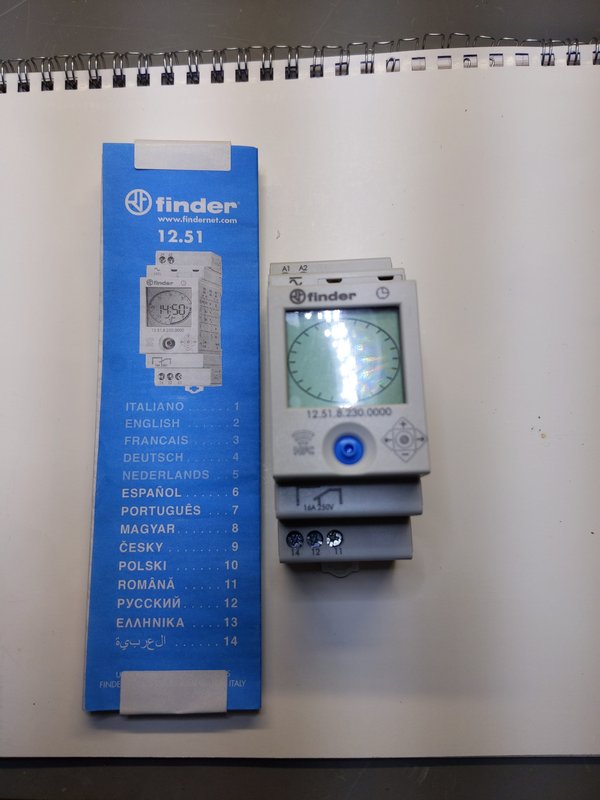 finder
www.findernet.com
12.51
14:50
12.51.8.230.0000
ITALIANO . . . . . . . 1
ENGLISH . . . . . . . 2
FRANCAIS . . . . . . 3
DEUTSCH . . . . . . . 4
NEDERLANDS 5
ESPAÑOL . . . . . . 6
PORTUGUÊS . . . . 7
MAGYAR . . . . . . . 8
ČESKY . . . . . . . . 9
POLSKI . . . . . . . . 10
ROMÂNĂ . . . . . . 11
РУССКИЙ . . . . . 12
ΕΛΛΗΝΙΚΑ . . . . . 13
العربية . . . . . . . 14
ITALY
A1 A2
finder
12.51.8.230.0000
NFC
16A 250V
14 12 11